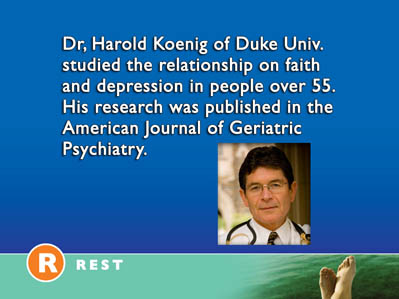 Dr, Harold Koenig of Duke Univ.
studied the relationship on faith
and depression in people over 55.
His research was published in the
American Journal of Geriatric
Psychiatry.
R REST